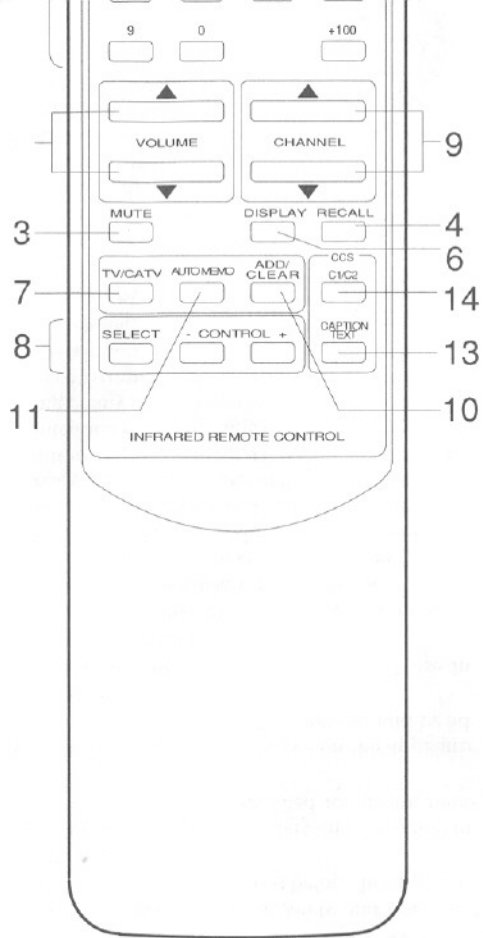 9 0 +100
VOLUME CHANNEL 9
MUTE DISPLAY RECALL
3 4
6
TV/CATV AUTO MEMO ADD/CLEAR CCS C1/C2
7 14
SELECT - CONTROL + CAPTION TEXT
8 13
11 10
INFRARED REMOTE CONTROL